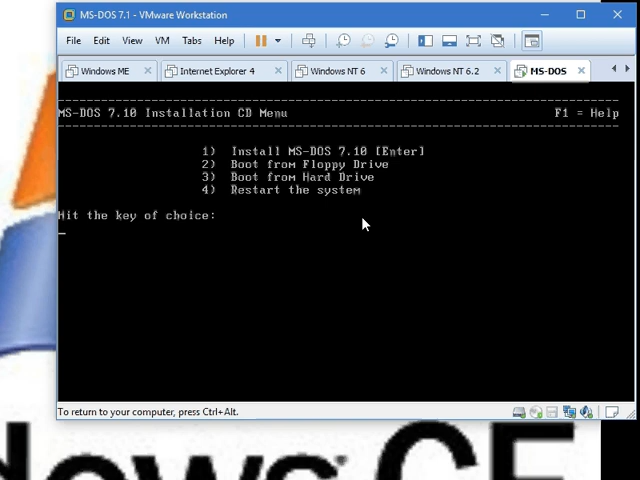 MS-DOS 7.1 - VMware Workstation
File Edit View VM Tabs Help
Windows ME Internet Explorer 4 Windows NT 6 Windows NT 6.2 MS-DOS
MS-DOS 7.10 Installation CD Menu F1 = Help
1) Install MS-DOS 7.10 [Enter]
2) Boot from Floppy Drive
3) Boot from Hard Drive
4) Restart the system
Hit the key of choice:
To return to your computer, press Ctrl+Alt.
dows CE